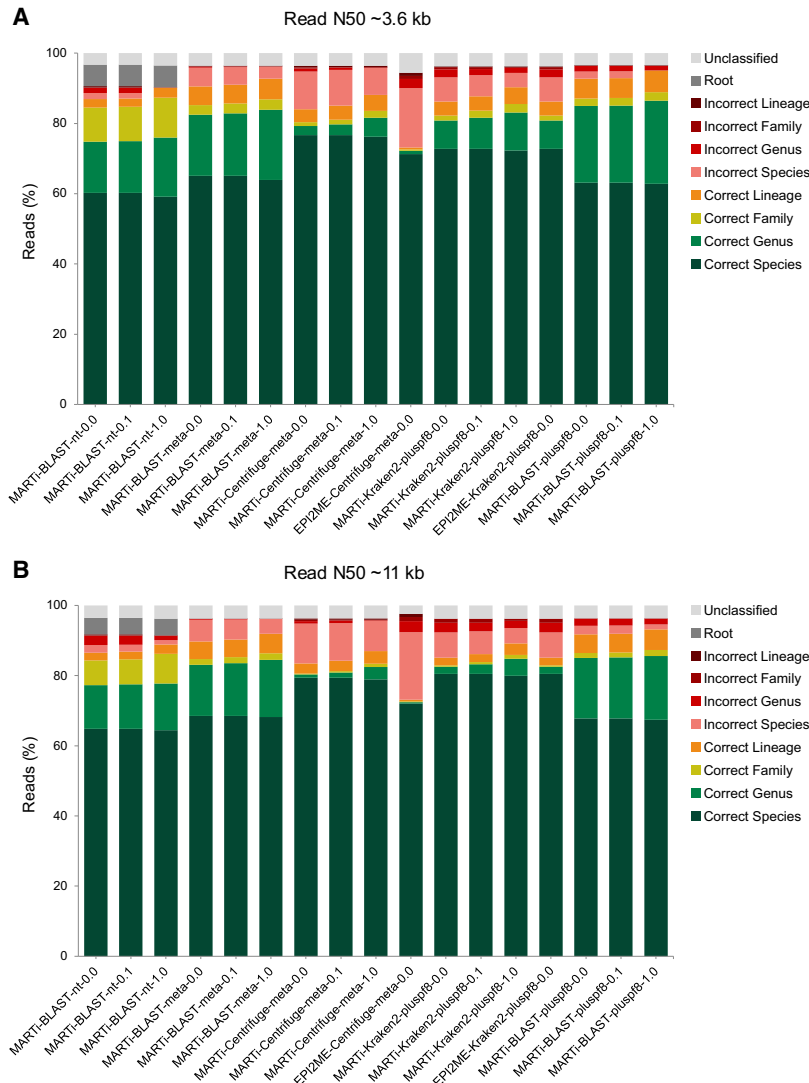 A
Read N50 ~3.6 kb
Reads (%)
100
80
60
40
20
0
Unclassified
Root
Incorrect Lineage
Incorrect Family
Incorrect Genus
Incorrect Species
Correct Lineage
Correct Family
Correct Genus
Correct Species
MARTi-BLAST-nt-0.0
MARTi-BLAST-nt-0.1
MARTi-BLAST-nt-1.0
MARTi-BLAST-meta-0.0
MARTi-BLAST-meta-0.1
MARTi-BLAST-meta-1.0
MARTi-Centrifuge-meta-0.0
MARTi-Centrifuge-meta-0.1
MARTi-Centrifuge-meta-1.0
EPI2ME-Centrifuge-meta-0.0
MARTi-Kraken2-pluspf8-0.0
MARTi-Kraken2-pluspf8-0.1
MARTi-Kraken2-pluspf8-1.0
EPI2ME-Kraken2-pluspf8-0.0
MARTi-BLAST-pluspf8-0.0
MARTi-BLAST-pluspf8-0.1
MARTi-BLAST-pluspf8-1.0
B
Read N50 ~11 kb
Reads (%)
100
80
60
40
20
0
Unclassified
Root
Incorrect Lineage
Incorrect Family
Incorrect Genus
Incorrect Species
Correct Lineage
Correct Family
Correct Genus
Correct Species
MARTi-BLAST-nt-0.0
MARTi-BLAST-nt-0.1
MARTi-BLAST-nt-1.0
MARTi-BLAST-meta-0.0
MARTi-BLAST-meta-0.1
MARTi-BLAST-meta-1.0
MARTi-Centrifuge-meta-0.0
MARTi-Centrifuge-meta-0.1
MARTi-Centrifuge-meta-1.0
EPI2ME-Centrifuge-meta-0.0
MARTi-Kraken2-pluspf8-0.0
MARTi-Kraken2-pluspf8-0.1
MARTi-Kraken2-pluspf8-1.0
EPI2ME-Kraken2-pluspf8-0.0
MARTi-BLAST-pluspf8-0.0
MARTi-BLAST-pluspf8-0.1
MARTi-BLAST-pluspf8-1.0